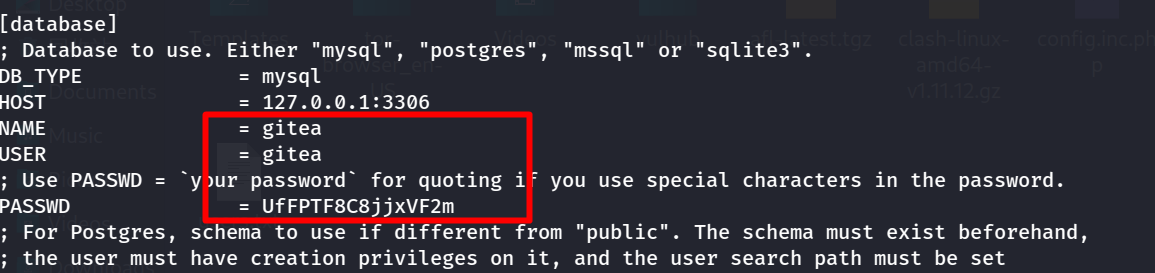 [database]
; Database to use. Either "mysql", "postgres", "mssql" or "sqlite3".
DB_TYPE = mysql
HOST = 127.0.0.1:3306
NAME = gitea
USER = gitea
; Use PASSWD = `your password` for quoting if you use special characters in the password.
PASSWD = UfFPTF8C8jjxVF2m
; For Postgres, schema to use if different from "public". The schema must exist beforehand,
; the user must have creation privileges on it, and the user search path must be set